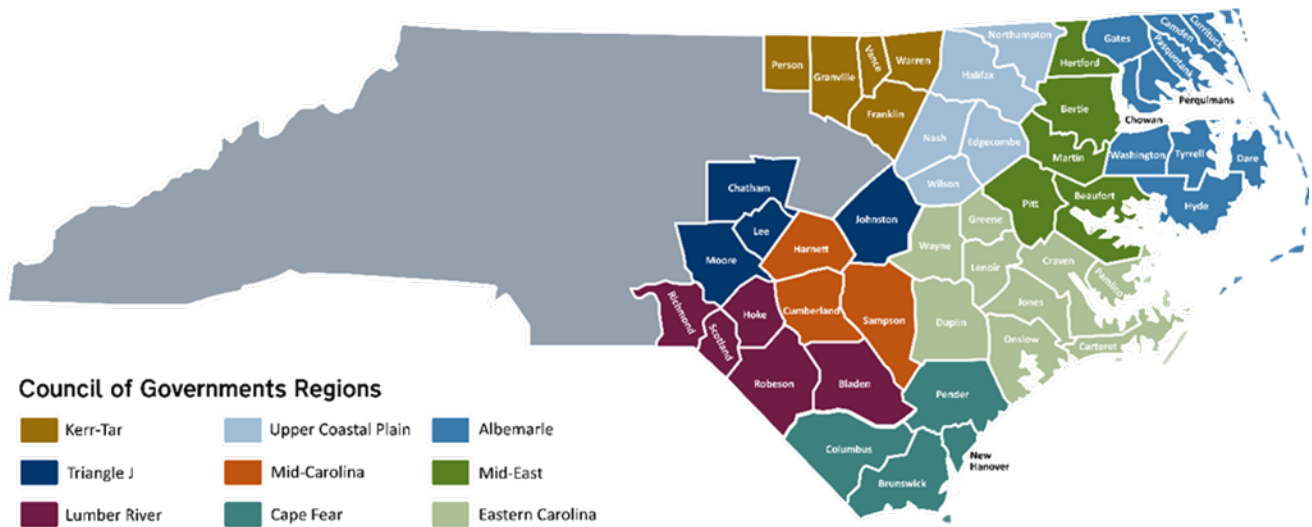 Northampton
Gates
Camden
Currituck
Pasquotank
Person
Granville
Vance
Warren
Halifax
Hertford
Perquimans
Franklin
Bertie
Chowan
Nash
Edgecombe
Martin
Washington
Tyrrell
Dare
Chatham
Wilson
Pitt
Beaufort
Hyde
Lee
Johnston
Greene
Harnett
Wayne
Moore
Lenoir
Craven
Pamlico
Richmond
Hoke
Cumberland
Sampson
Duplin
Jones
Scotland
Onslow
Carteret
Robeson
Bladen
Pender
Columbus
New
Hanover
Brunswick
Council of Governments Regions
Kerr-Tar
Upper Coastal Plain
Albemarle
Triangle J
Mid-Carolina
Mid-East
Lumber River
Cape Fear
Eastern Carolina